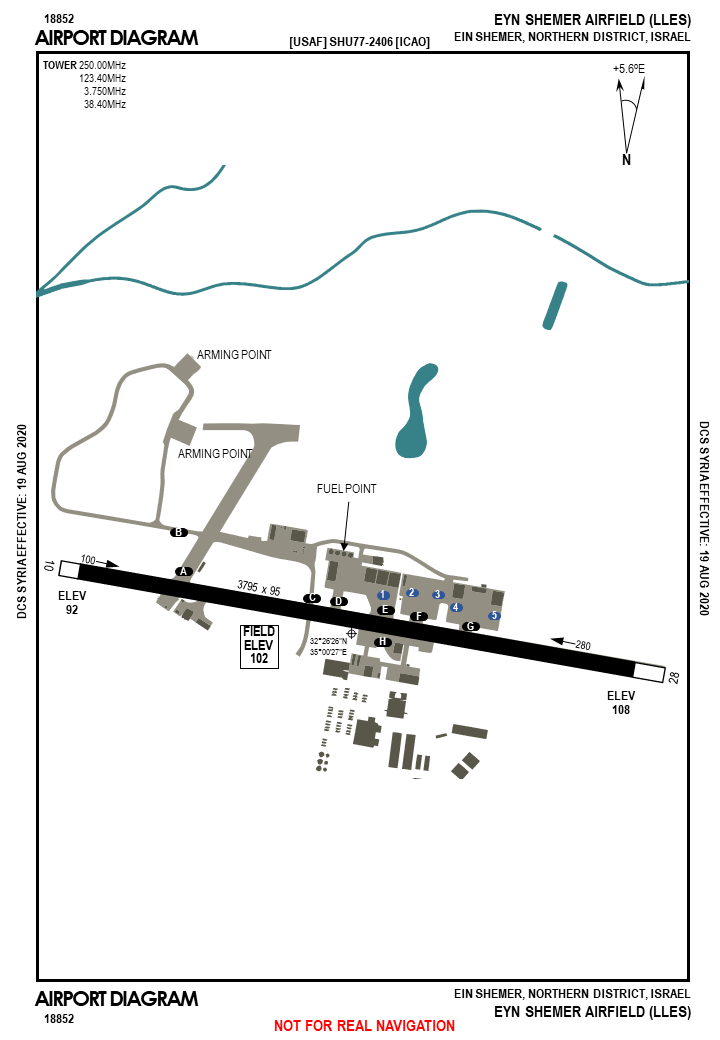 18852
AIRPORT DIAGRAM
[USAF] SHU77-2406 [ICAO]
EYN SHEMER AIRFIELD (LLES)
EIN SHEMER, NORTHERN DISTRICT, ISRAEL
TOWER 250.00MHz
123.40MHz
3.750MHz
38.40MHz
+5.6ºE
N
ARMING POINT
ARMING POINT
FUEL POINT
DCS SYRIA EFFECTIVE: 19 AUG 2020
DCS SYRIA EFFECTIVE: 19 AUG 2020
B
A
10
100
ELEV
92
3795 x 95
C
D
E
F
G
H
1
2
3
4
5
FIELD
ELEV
102
32°26'26"N
35°00'27"E
280
28
ELEV
108
AIRPORT DIAGRAM
18852
NOT FOR REAL NAVIGATION
EIN SHEMER, NORTHERN DISTRICT, ISRAEL
EYN SHEMER AIRFIELD (LLES)